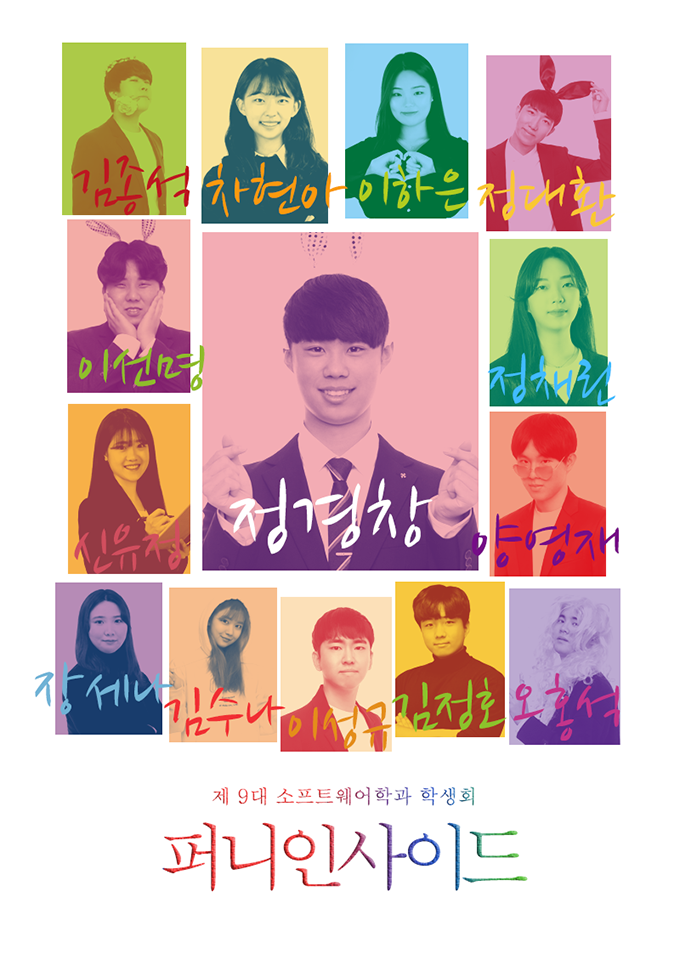 김종석 차현아 이하은 정대환
이선명 정채린
정경창
신유정 양영재
장세나 김수나 이성규 김정호 오홍석
제 9대 소프트웨어학과 학생회
퍼니인사이드